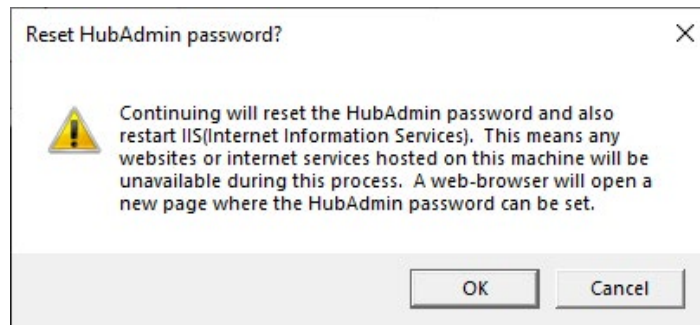 Reset HubAdmin password?
Continuing will reset the HubAdmin password and also
restart IIS(Internet Information Services).  This means any
websites or internet services hosted on this machine will be
unavailable during this process.  A web-browser will open a
new page where the HubAdmin password can be set.
OK
Cancel